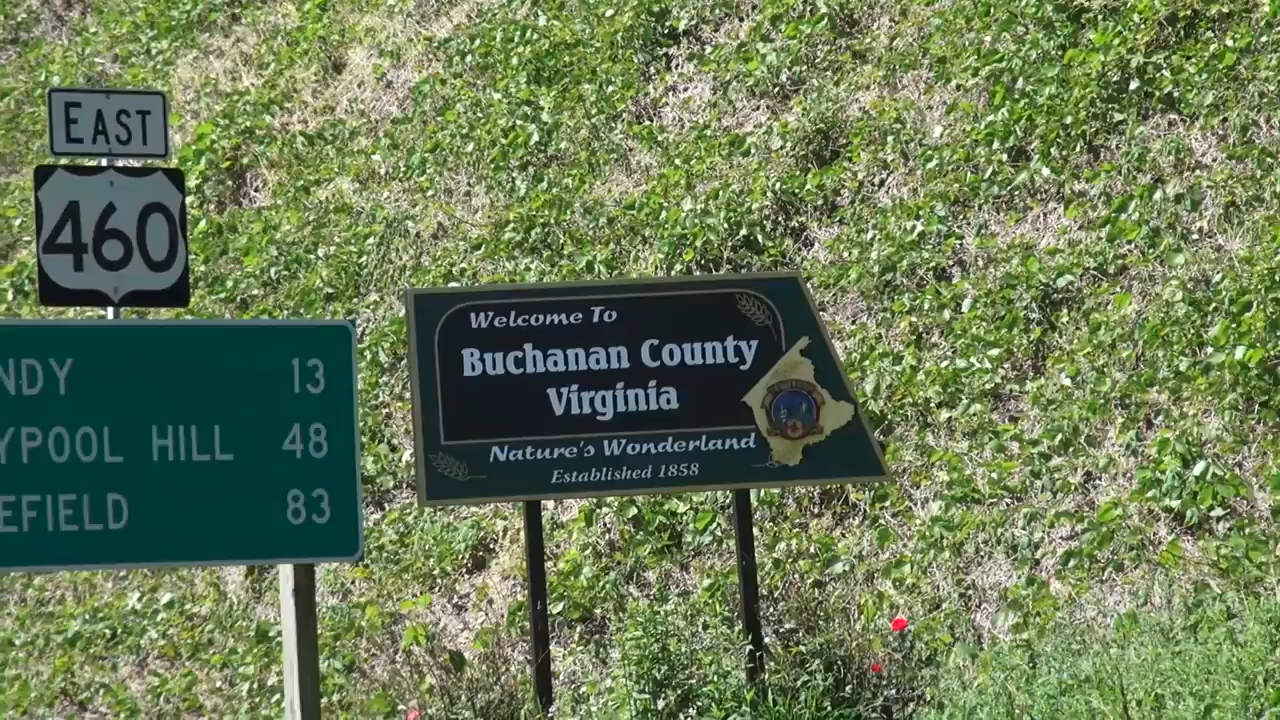 EAST
460
NDY 13
YPOOL HILL 48
EFIELD 83
Welcome To
Buchanan County
Virginia
Nature's Wonderland
Established 1858